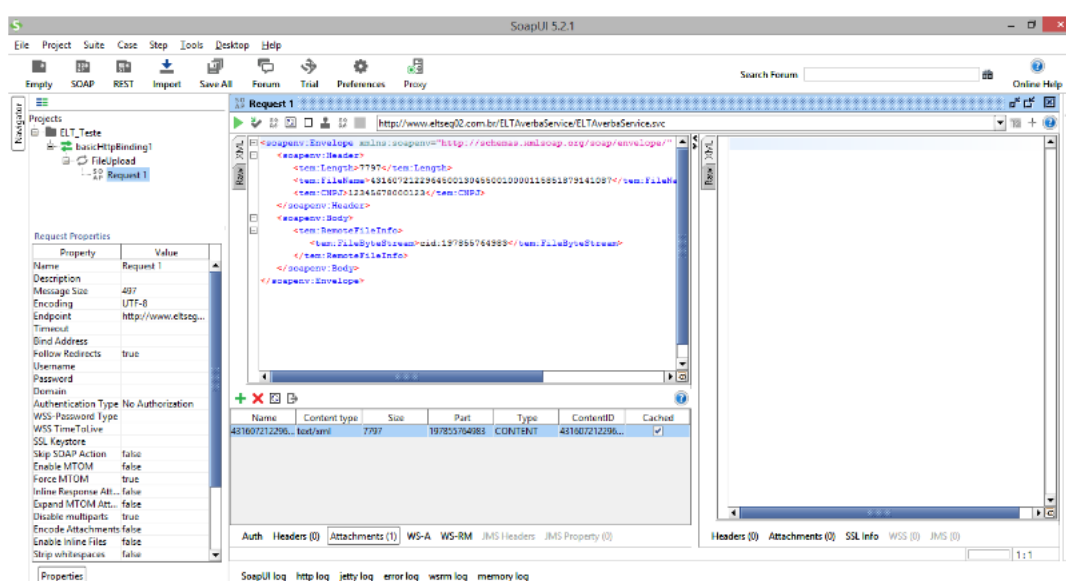 SoapUI 5.2.1
File Project Suite Case Step Tools Desktop Help
Empty SOAP REST Import Save All Forum Trial Preferences Proxy
Search Forum
Online Help
Navigator
Projects
ELT_Teste
basicHttpBinding1
FileUpload
Request 1
Request Properties
Property Value
Name Request 1
Description
Message Size 497
Encoding UTF-8
Endpoint http://www.eltseg...
Timeout
Bind Address
Follow Redirects true
Username
Password
Domain
Authentication Type No Authorization
WSS-Password Type
WSS TimeToLive
SSL Keystore
Skip SOAP Action false
Enable MTOM false
Force MTOM true
Inline Response Att... false
Expand MTOM Att... false
Disable multiparts true
Encode Attachments false
Enable Inline Files false
Strip whitespaces false
Properties
Request 1
http://www.eltseg02.com.br/ELTAverbaService/ELTAverbaService.svc
XML
Raw
<soapenv:Envelope xmlns:soapenv="http://schemas.xmlsoap.org/soap/envelope/"
<soapenv:Header>
<tem:Length>7797</tem:Length>
<tem:CNPJ>12345678000123</tem:CNPJ>
</soapenv:Header>
<soapenv:Body>
<tem:RemoteFileInfo>
<tem:FileByteStream>cid:197855764983</tem:FileByteStream>
</tem:RemoteFileInfo>
</soapenv:Body>
</soapenv:Envelope>
Name Content type Size Part Type ContentID Cached
431607212296... text/xml 7797 197855764983 CONTENT 431607212296...
Auth Headers (0) Attachments (1) WS-A WS-RM JMS Headers JMS Property (0)
XML
Raw
Headers (0) Attachments (0) SSL Info WSS (0) JMS (0)
1:1
SoapUI log http log jetty log error log wsrm log memory log